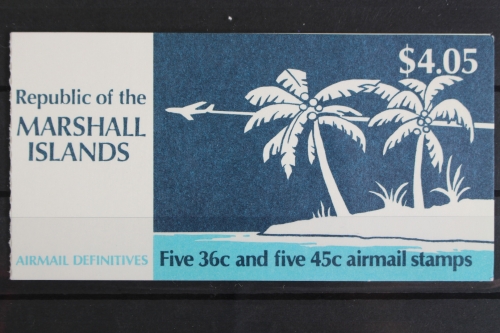 Republic of the
MARSHALL
ISLANDS
AIRMAIL DEFINITIVES
$4.05
Five 36c and five 45c airmail stamps